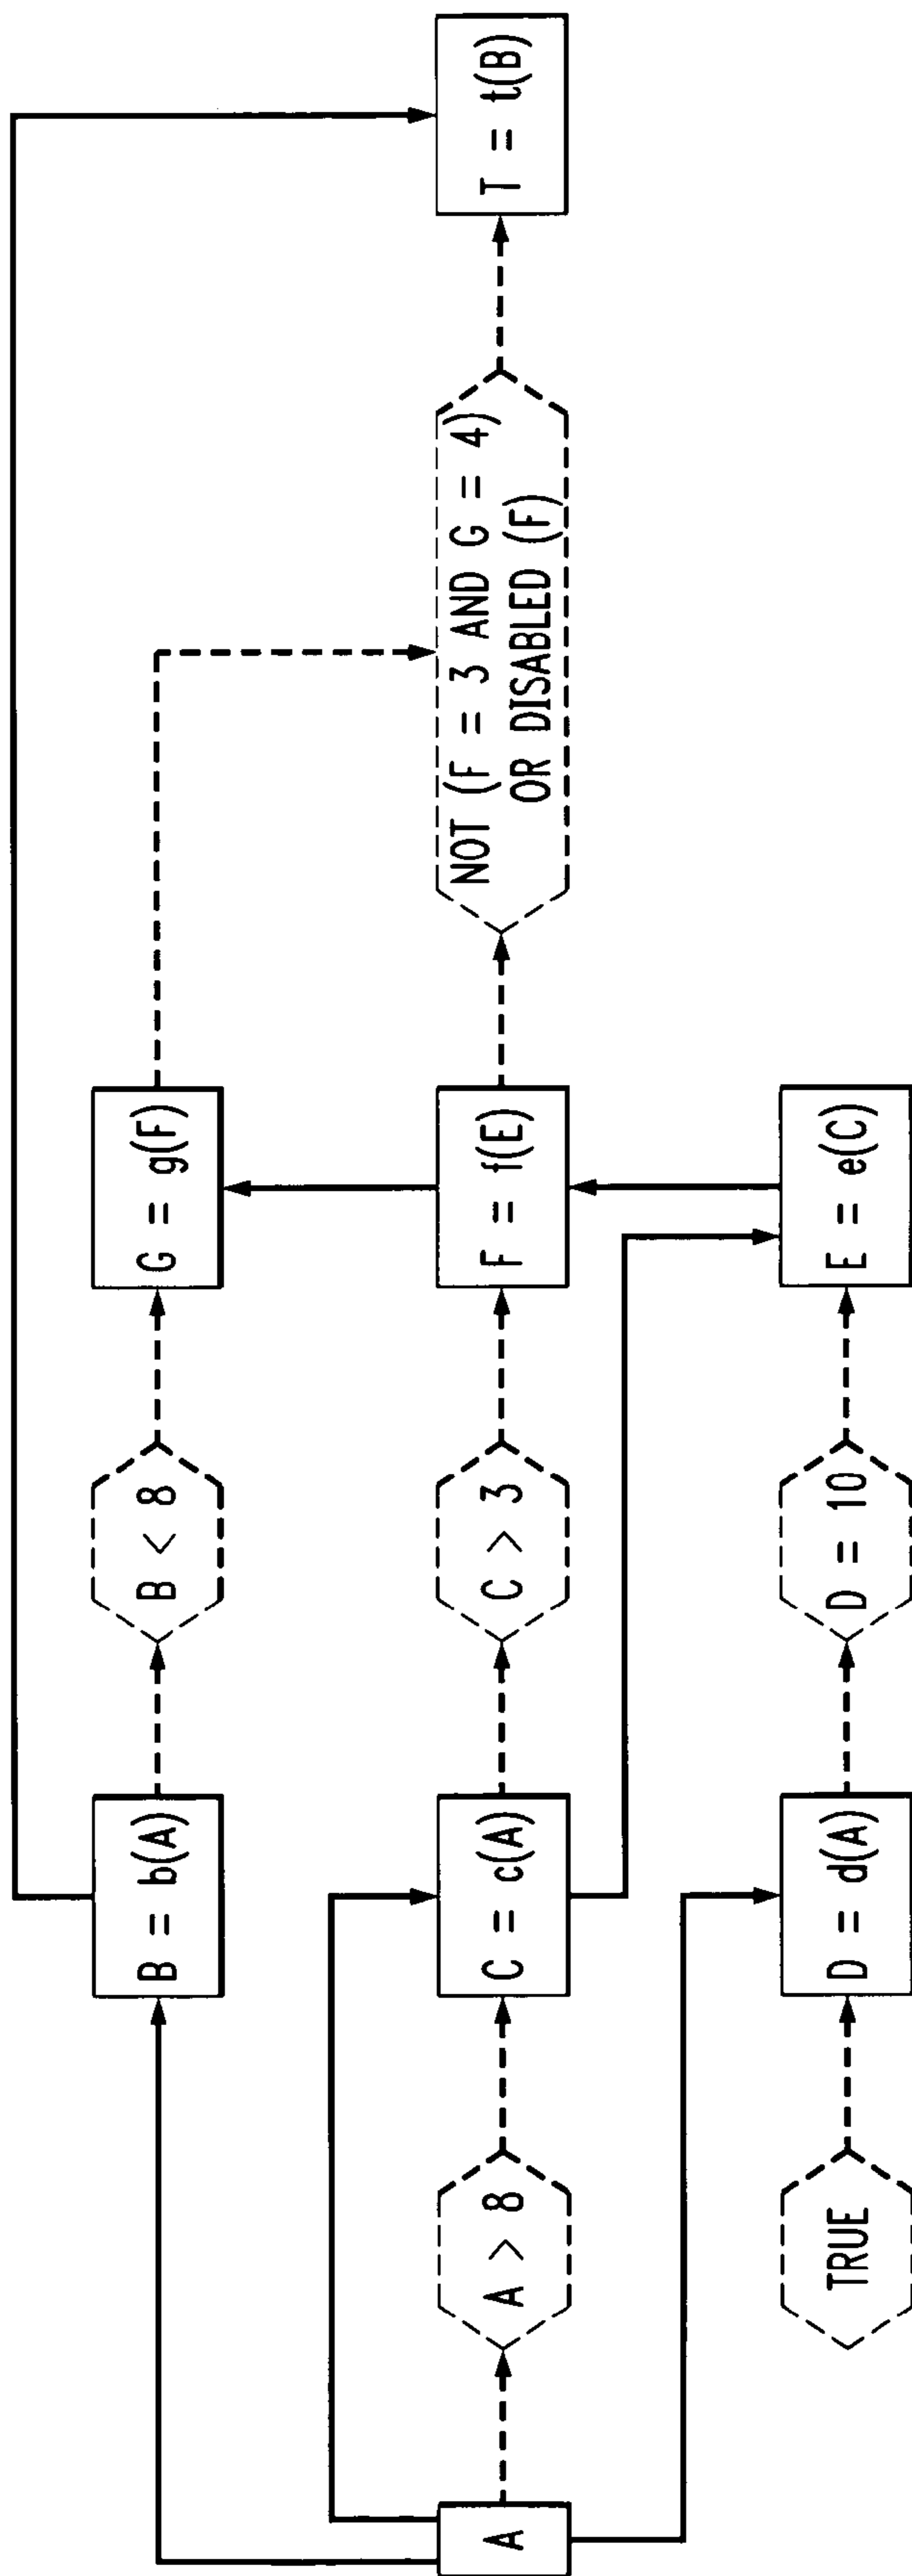 B = b(A)
B < 8
G = g(F)
A
A > 8
C = c(A)
C > 3
F = f(E)
NOT (F = 3 AND G = 4)
OR DISABLED (F)
T = t(B)
TRUE
D = d(A)
D = 10
E = e(C)